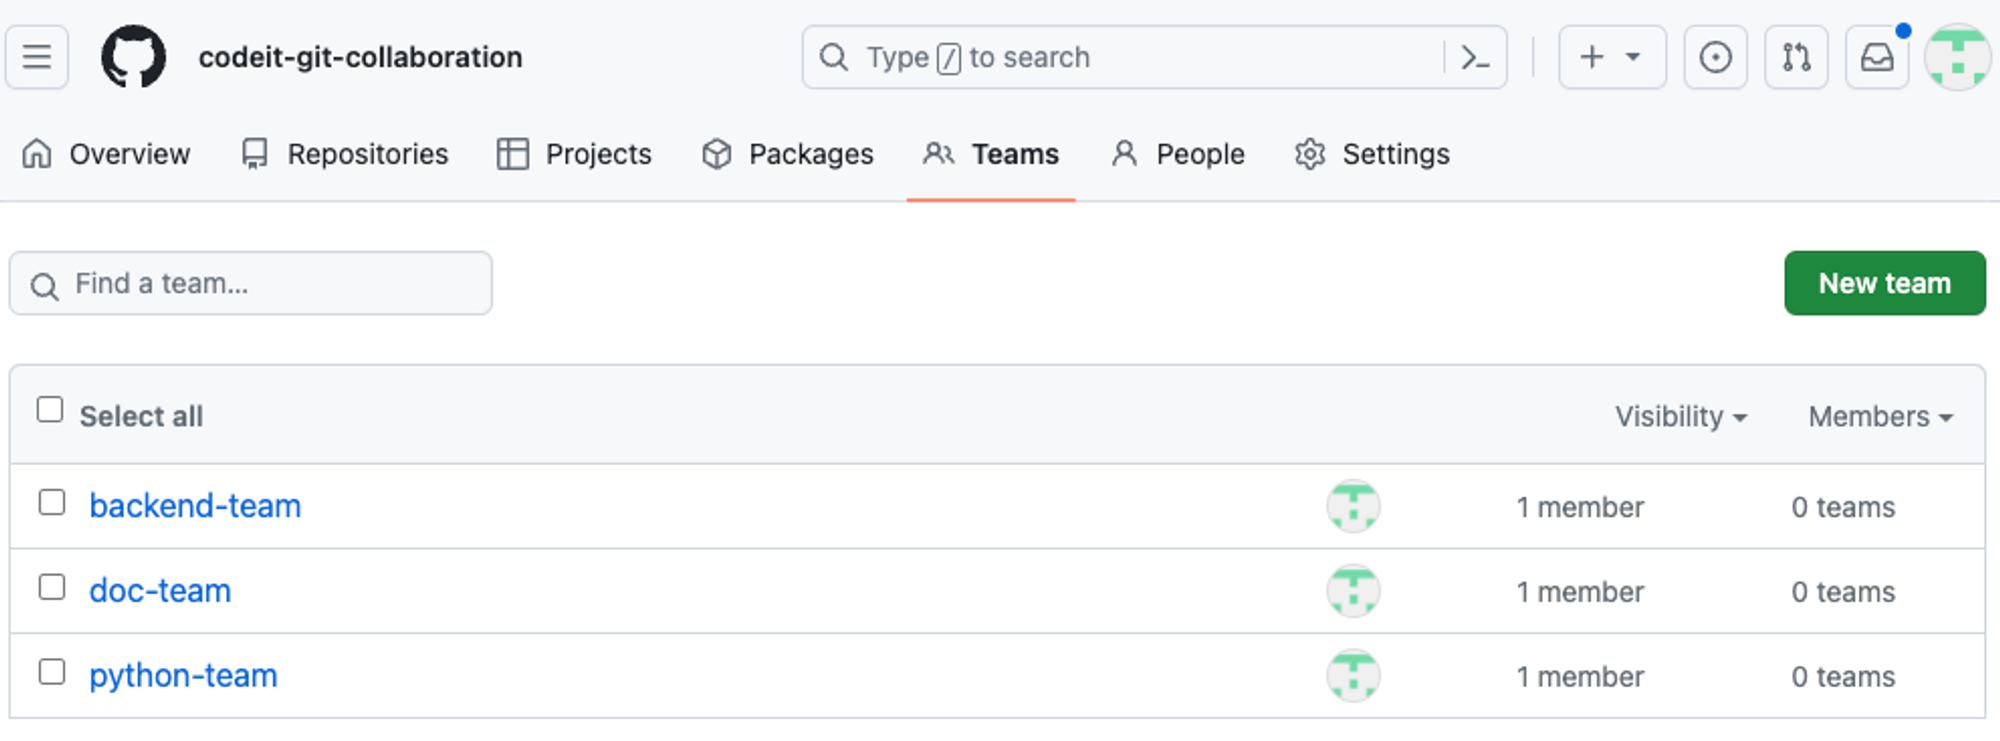 codeit-git-collaboration
Type / to search
Overview Repositories Projects Packages Teams People Settings
Find a team...
New team
Select all Visibility Members
backend-team 1 member 0 teams
doc-team 1 member 0 teams
python-team 1 member 0 teams